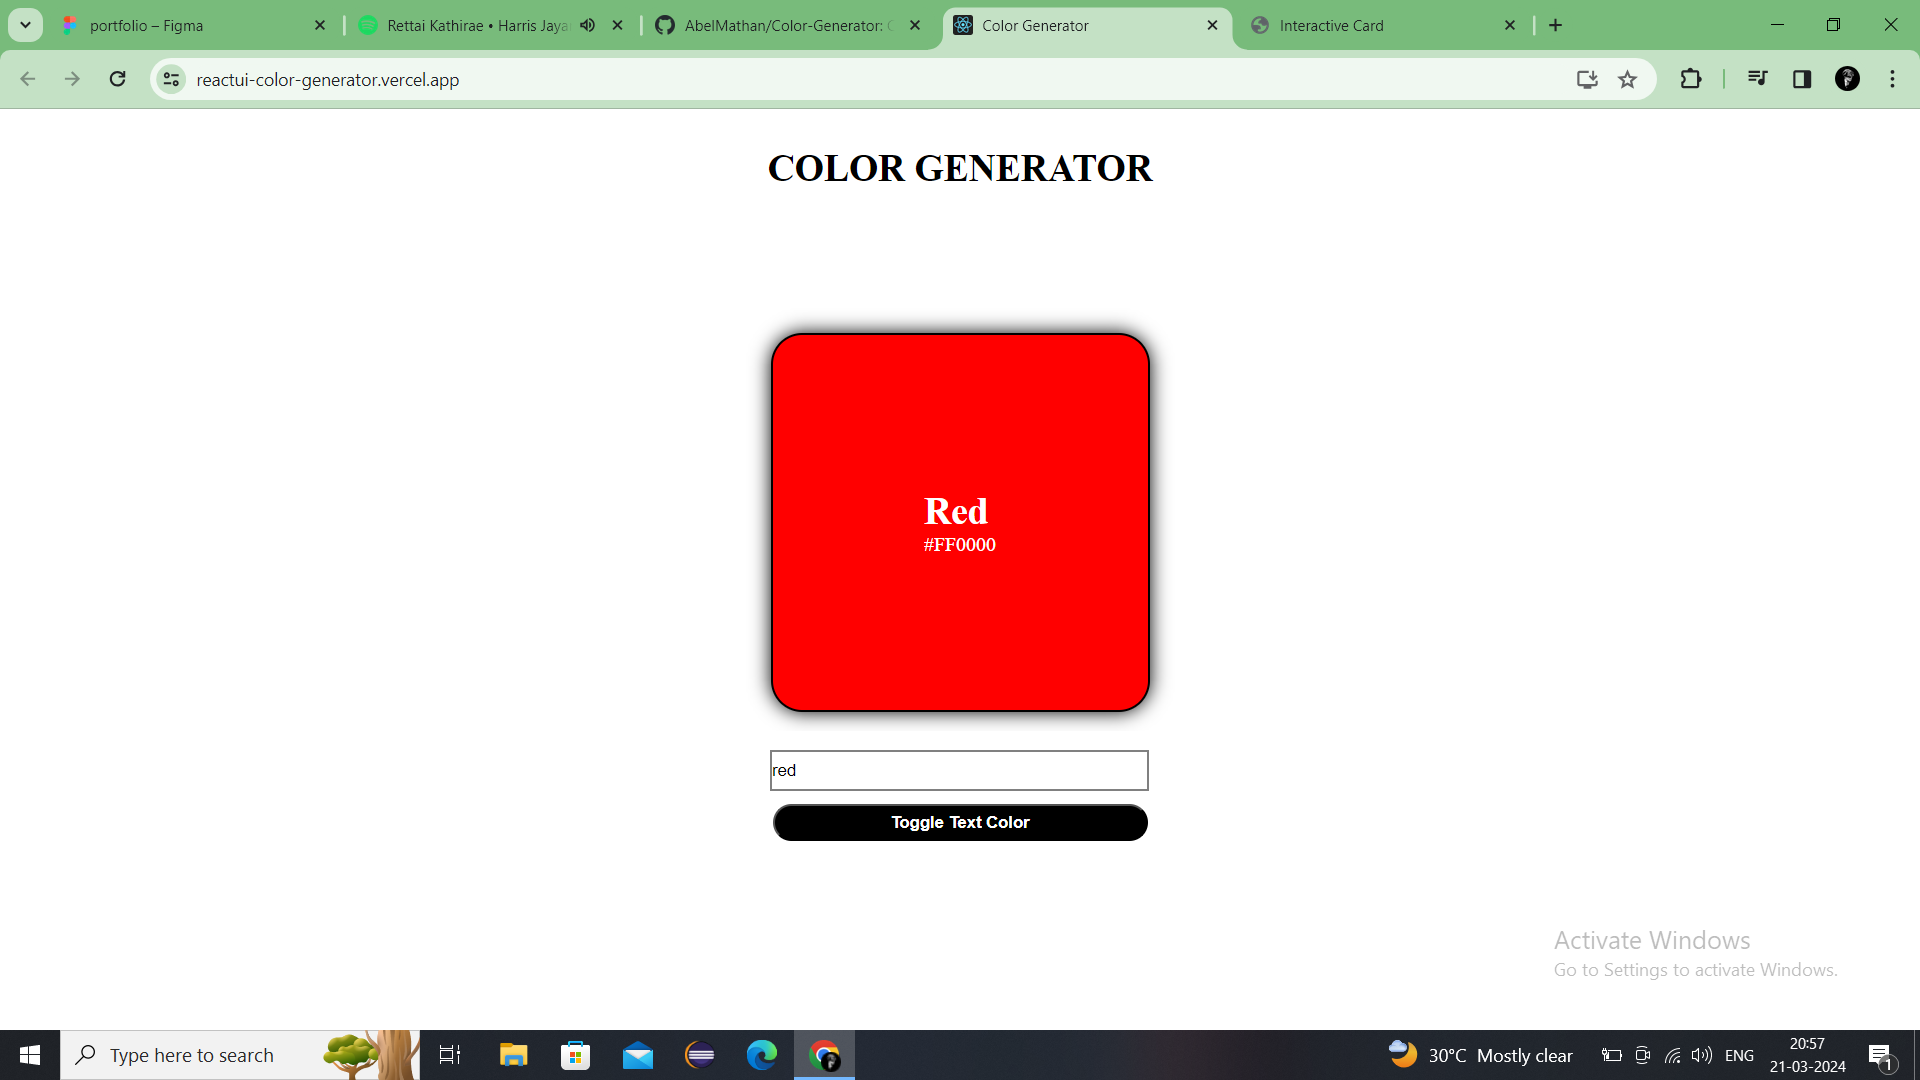 portfolio – Figma
Rettai Kathirae • Harris Jaya
AbelMathan/Color-Generator:
Color Generator
Interactive Card
reactui-color-generator.vercel.app
COLOR GENERATOR
Red
#FF0000
red
Toggle Text Color
Activate Windows
Go to Settings to activate Windows.
Type here to search
30°C Mostly clear
ENG
20:57
21-03-2024
1